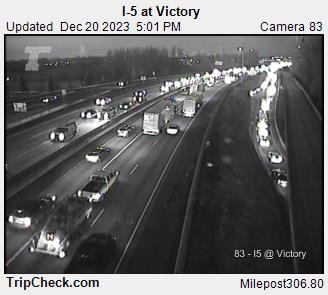 I-5 at Victory
Updated Dec 20 2023 5:01 PM Camera 83
T
83 - I5 @ Victory
TripCheck.com Milepost306.80